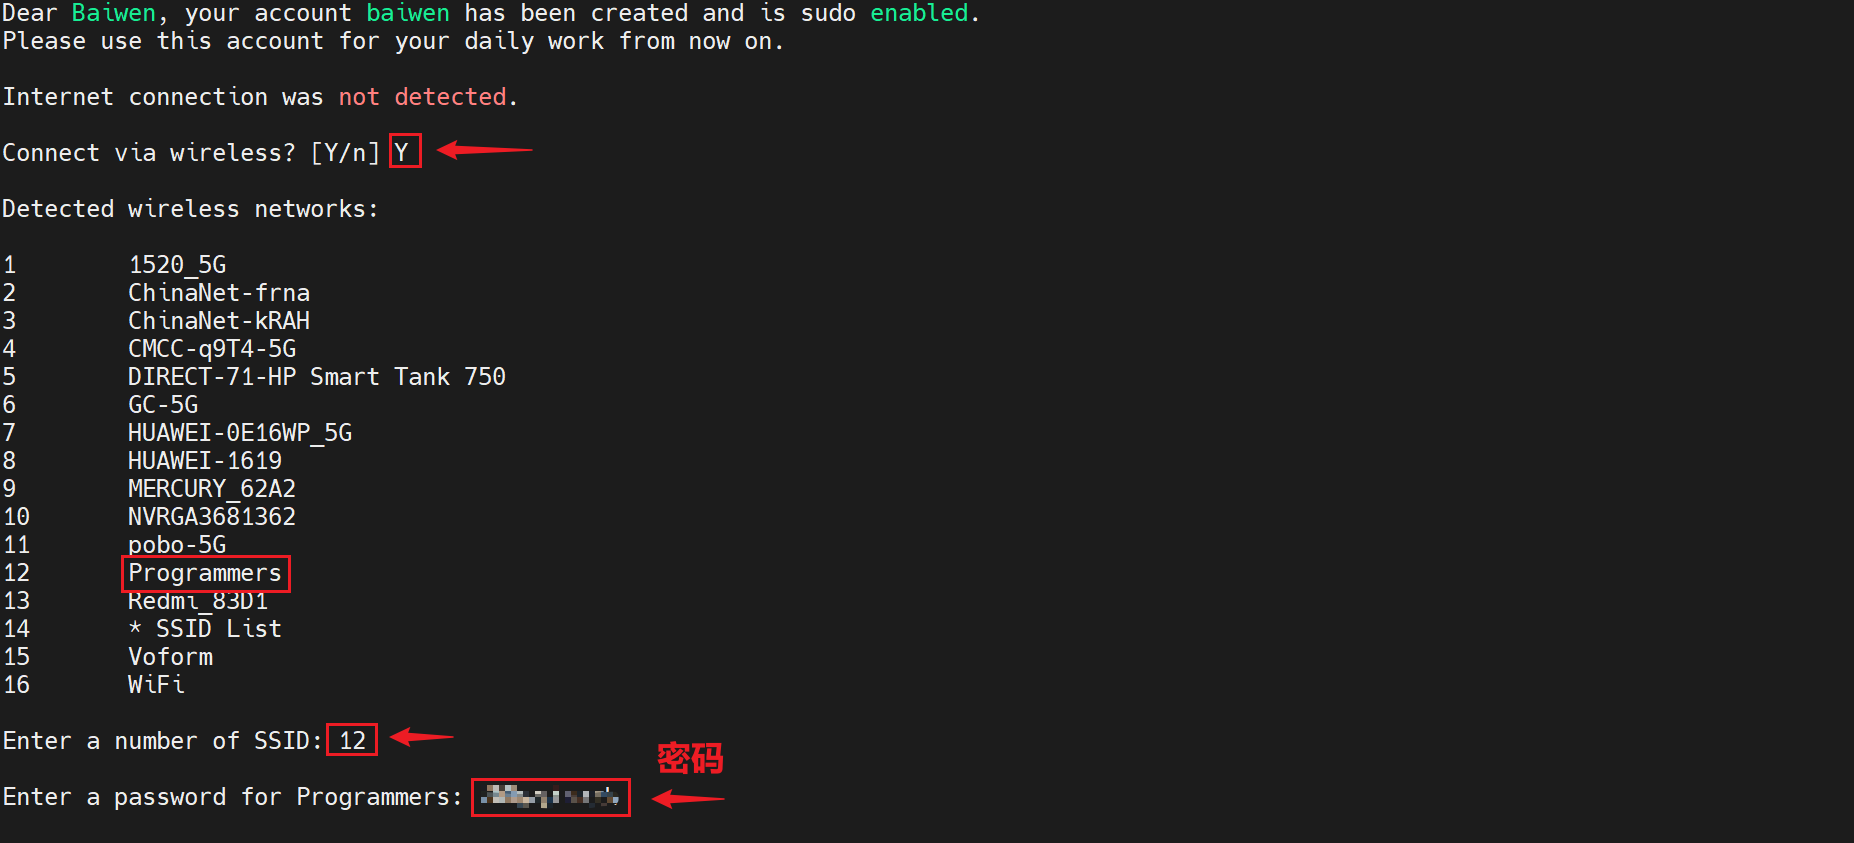 Dear Baiwen, your account baiwen has been created and is sudo enabled.
Please use this account for your daily work from now on.
Internet connection was not detected.
Connect via wireless? [Y/n] Y
Detected wireless networks:
1 1520_5G
2 ChinaNet-frna
3 ChinaNet-kRAH
4 CMCC-q9T4-5G
5 DIRECT-71-HP Smart Tank 750
6 GC-5G
7 HUAWEI-0E16WP_5G
8 HUAWEI-1619
9 MERCURY_62A2
10 NVRGA3681362
11 pobo-5G
12 Programmers
13 Redmi_83D1
14 * SSID List
15 Voform
16 WiFi
Enter a number of SSID: 12
密码
Enter a password for Programmers: